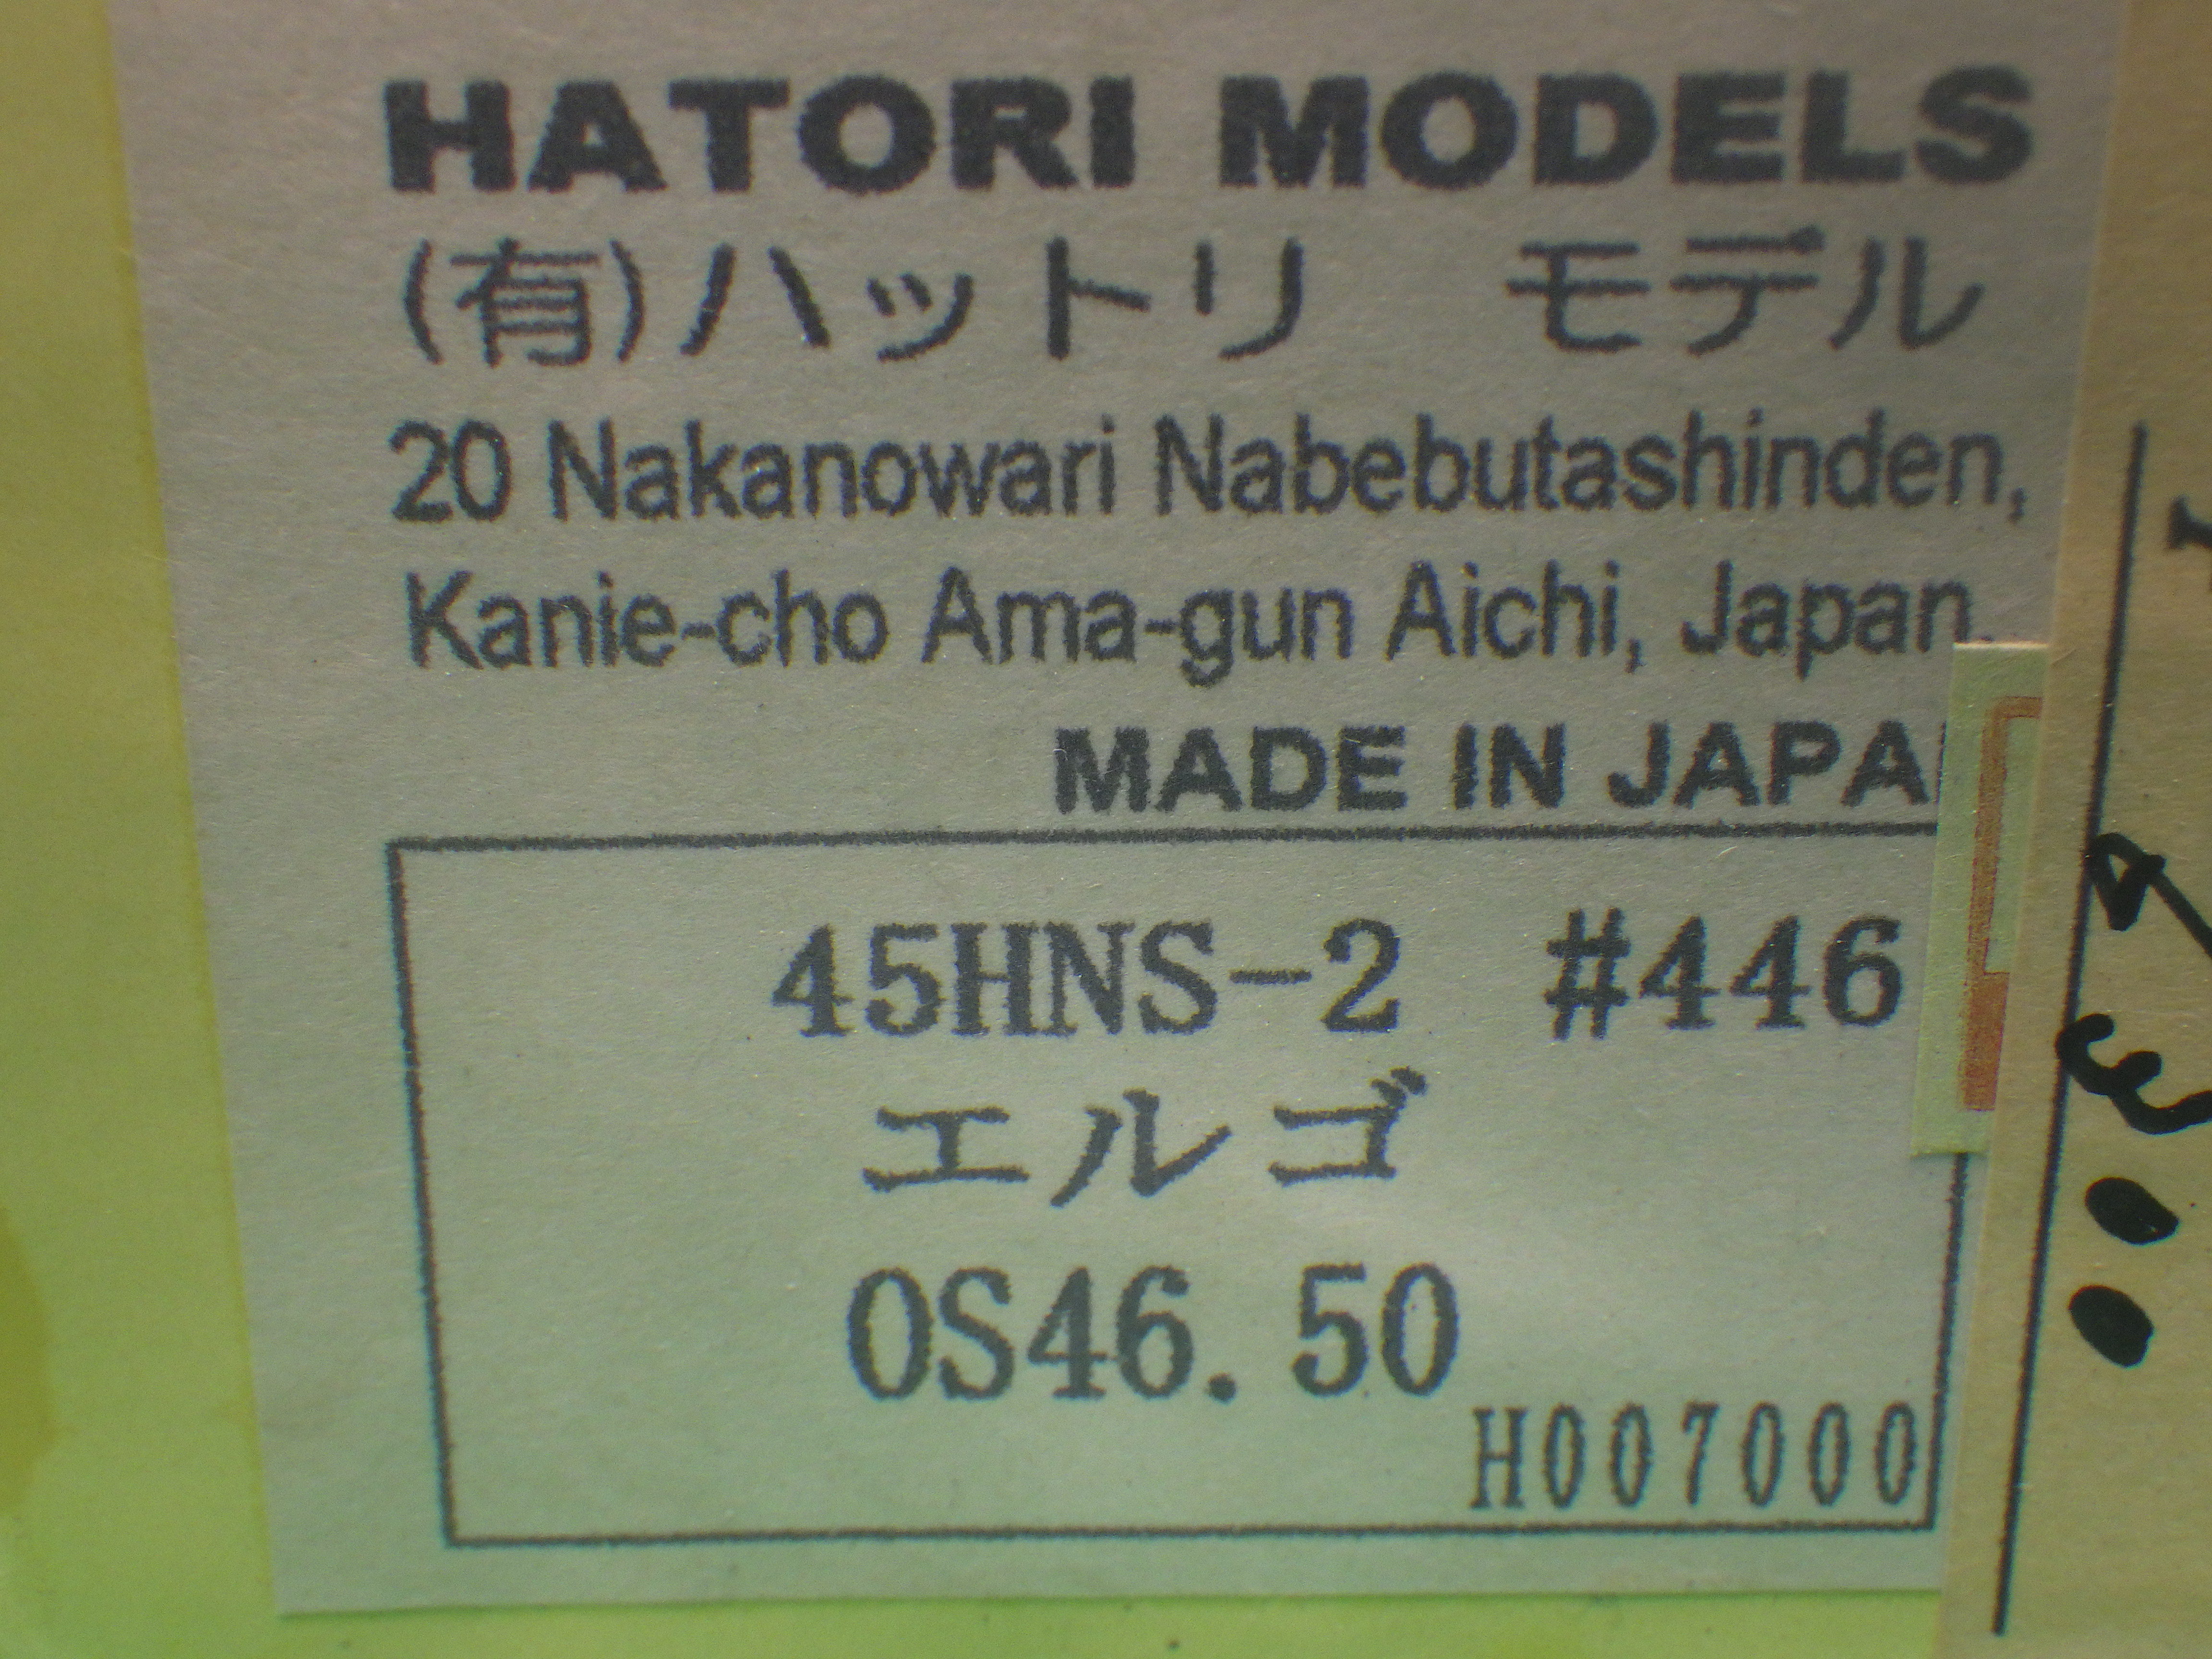 HATORI MODELS
(有)ハットリ モデル
20 Nakanowari Nabebutashinden,
Kanie-cho Ama-gun Aichi, Japan.
MADE IN JAPA
45HNS-2 #446
エルゴ
OS46.50
H007000